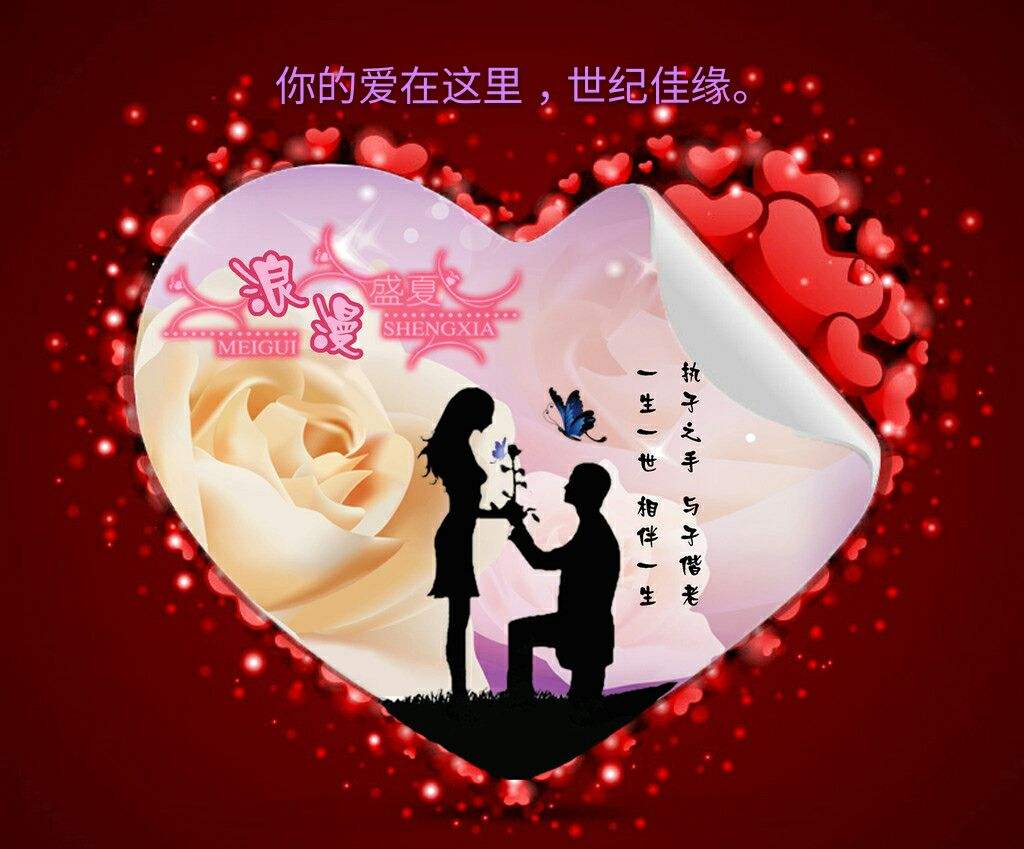 你的爱在这里，世纪佳缘。
浪漫盛夏
MEIGUI SHENGXIA
执子之手 与子偕老
一生一世 相伴一生